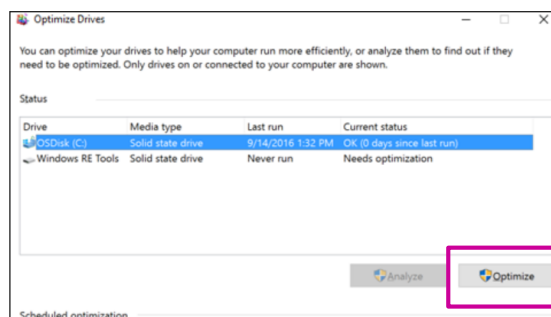 Optimize Drives
You can optimize your drives to help your computer run more efficiently, or analyze them to find out if they
need to be optimized. Only drives on or connected to your computer are shown.
Status
Drive Media type Last run Current status
OSDisk (C:) Solid state drive 9/14/2016 1:32 PM OK (0 days since last run)
Windows RE Tools Solid state drive Never run Needs optimization
Analyze Optimize
Scheduled optimization